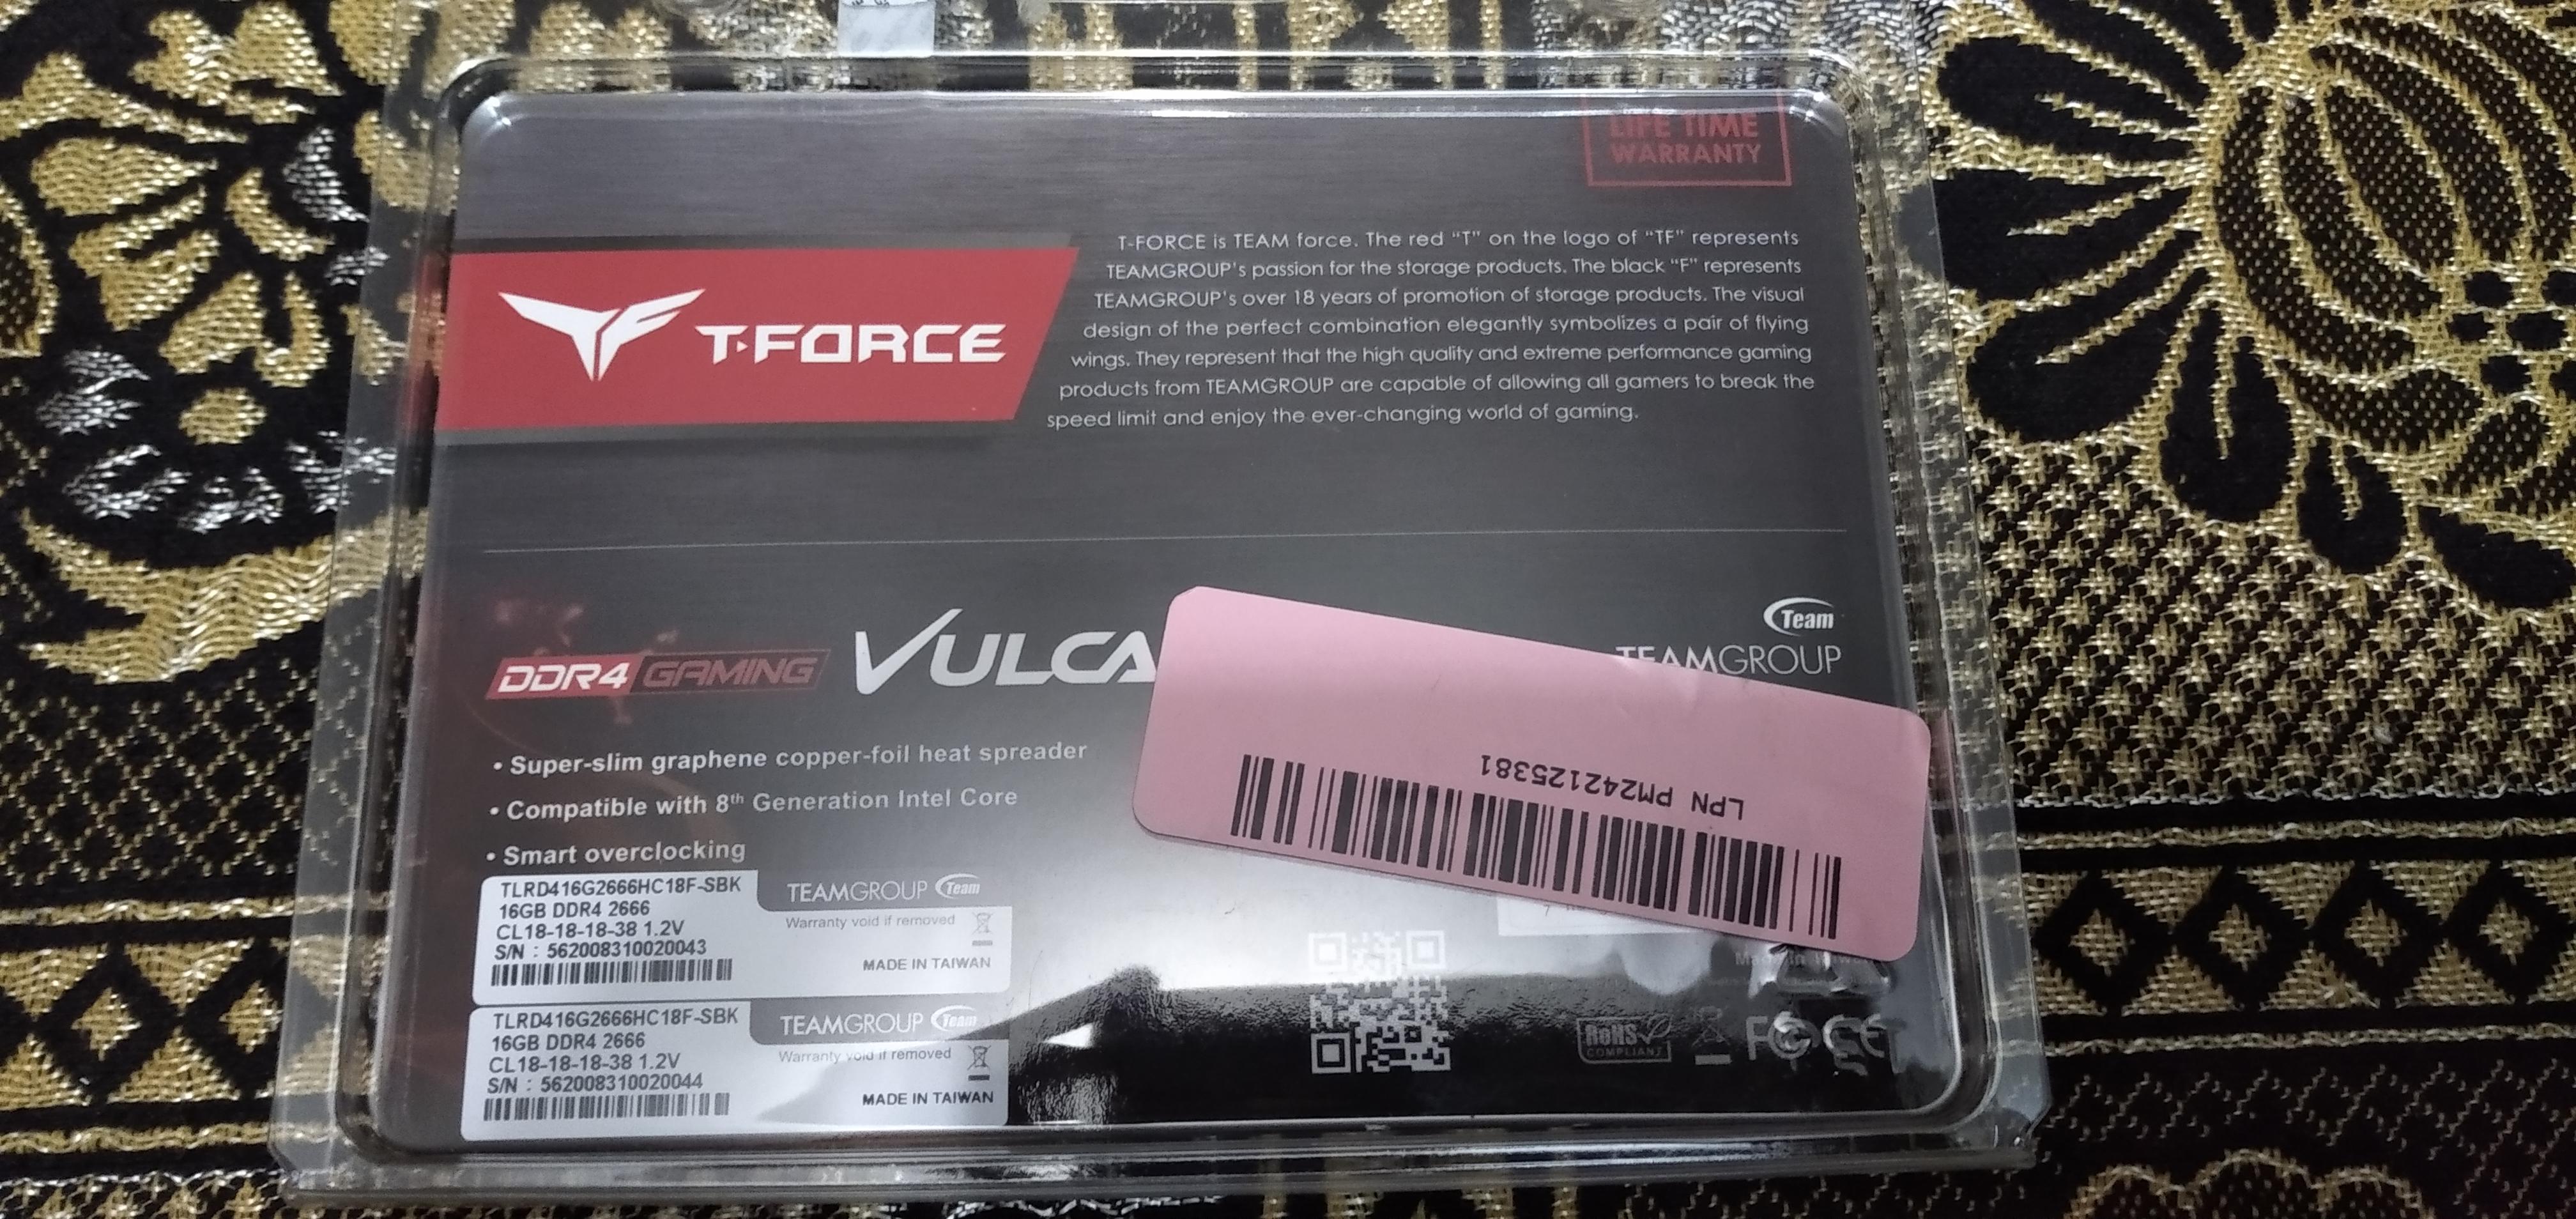 LIFE TIME
WARRANTY
T-FORCE
T-FORCE is TEAM force. The red “T” on the logo of “TF” represents
TEAMGROUP's passion for the storage products. The black “F” represents
TEAMGROUP's over 18 years of promotion of storage products. The visual
design of the perfect combination elegantly symbolizes a pair of flying
wings. They represent that the high quality and extreme performance gaming
products from TEAMGROUP are capable of allowing all gamers to break the
speed limit and enjoy the ever-changing world of gaming.
DDR4 GAMING VULCA
Team
TEAMGROUP
• Super-slim graphene copper-foil heat spreader
• Compatible with 8th Generation Intel Core
• Smart overclocking
LPN PM242125381
TLRD416G2666HC18F-SBK
16GB DDR4 2666
CL18-18-18-38 1.2V
S/N : 562008310020043
TEAMGROUP Team
Warranty void if removed
MADE IN TAIWAN
TLRD416G2666HC18F-SBK
16GB DDR4 2666
CL18-18-18-38 1.2V
S/N : 562008310020044
TEAMGROUP Team
Warranty void if removed
MADE IN TAIWAN
Made In Taiwan
RoHS
COMPLIANT
FC CE